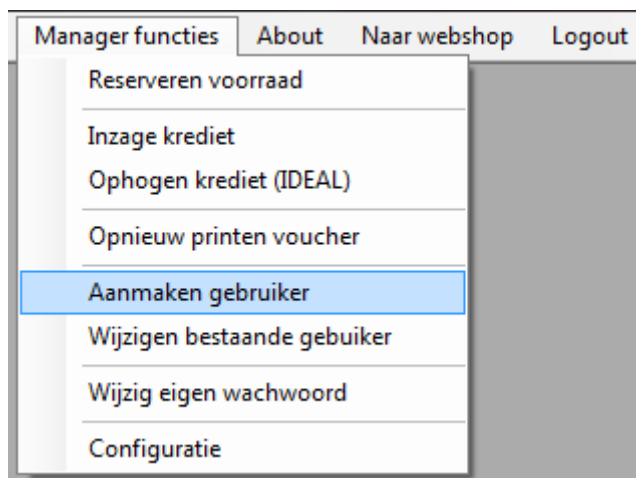 Manager functies About Naar webshop Logout
Reserveren voorraad
Inzage krediet
Ophogen krediet (IDEAL)
Opnieuw printen voucher
Aanmaken gebruiker
Wijzigen bestaande gebuiker
Wijzig eigen wachwoord
Configuratie